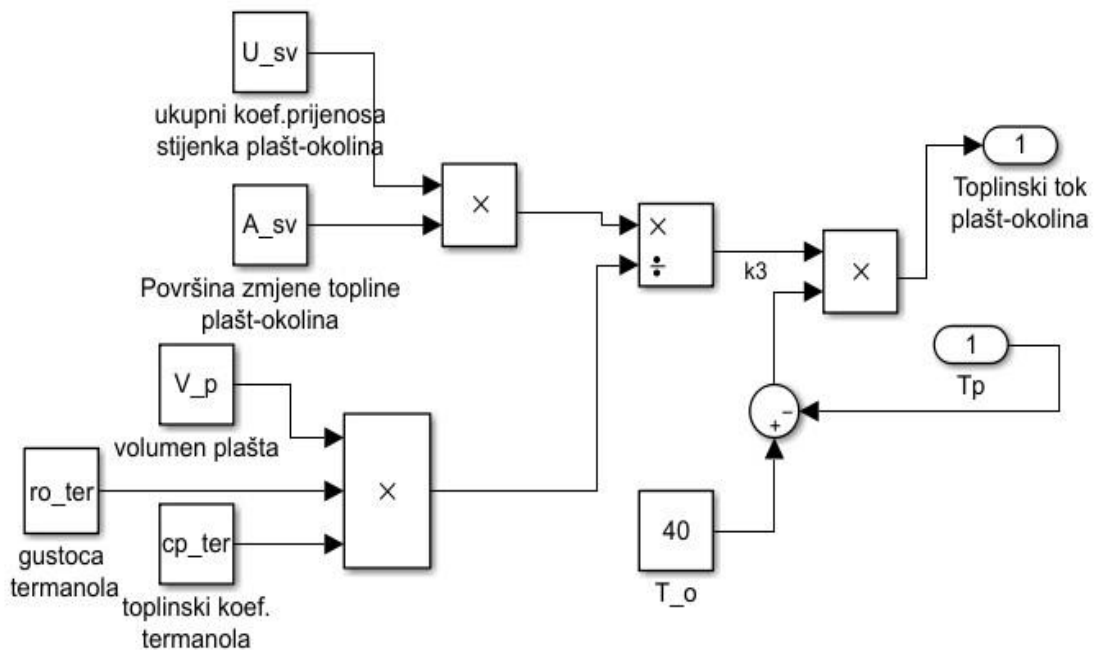 U_sv
ukupni koef.prijenosa
stijenka plašt-okolina
A_sv
Površina zmjene topline
plašt-okolina
V_p
volumen plašta
ro_ter
gustoca
termanola
cp_ter
toplinski koef.
termanola
×
×
×
÷
k3
×
1
Toplinski tok
plašt-okolina
1
Tp
−
+
40
T_o